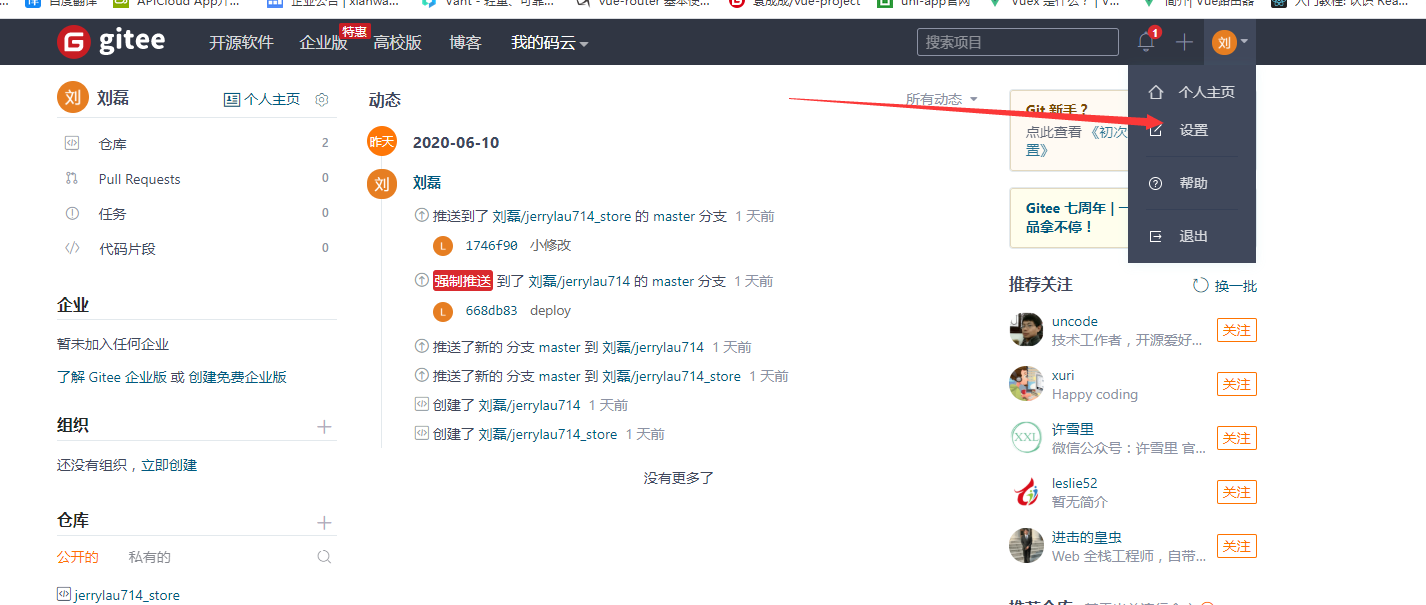 百度翻译
APICloud App开...
企业公告 | xianwa...
Vant - 轻量、可靠...
vue-router 基本使...
袁成成/vue-project
uni-app官网
Vuex 是什么？ | V...
简介| Vue路由器
入门教程: 认识 Rea...
gitee
开源软件
企业版
特惠
高校版
博客
我的码云
搜索项目
1
刘
刘
刘磊
个人主页
仓库 2
Pull Requests 0
任务 0
代码片段 0
企业
暂未加入任何企业
了解 Gitee 企业版 或 创建免费企业版
组织
还没有组织，立即创建
仓库
公开的 私有的
jerrylau714_store
动态
所有动态
昨天
2020-06-10
刘
刘磊
推送到了 刘磊/jerrylau714_store 的 master 分支 1 天前
L 1746f90 小修改
强制推送 到了 刘磊/jerrylau714 的 master 分支 1 天前
L 668db83 deploy
推送了新的 分支 master 到 刘磊/jerrylau714 1 天前
推送了新的 分支 master 到 刘磊/jerrylau714_store 1 天前
创建了 刘磊/jerrylau714 1 天前
创建了 刘磊/jerrylau714_store 1 天前
没有更多了
Git 新手？
点此查看 《初次
置》
Gitee 七周年 | 一
品拿不停！
个人主页
设置
帮助
退出
推荐关注
换一批
uncode
技术工作者，开源爱好...
关注
xuri
Happy coding
关注
XXL
许雪里
微信公众号：许雪里 官...
关注
leslie52
暂无简介
关注
进击的皇虫
Web 全栈工程师，自带...
关注
推荐仓库